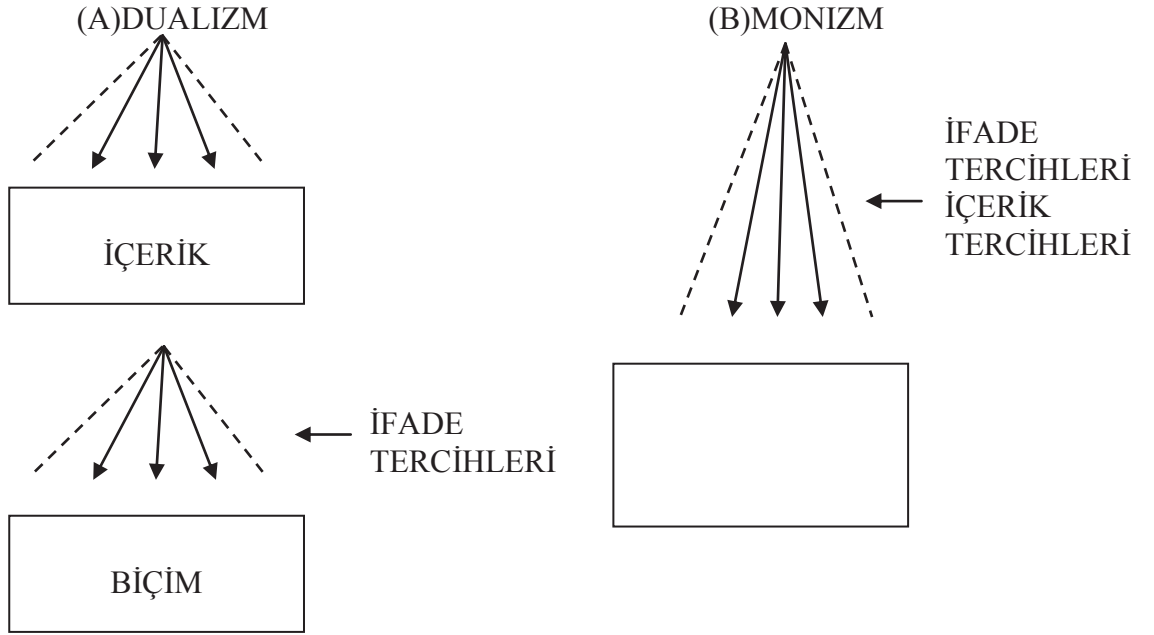 (A)DUALIZM
İÇERİK
İFADE
TERCİHLERİ
BİÇİM
(B)MONIZM
İFADE
TERCİHLERİ
İÇERİK
TERCİHLERİ